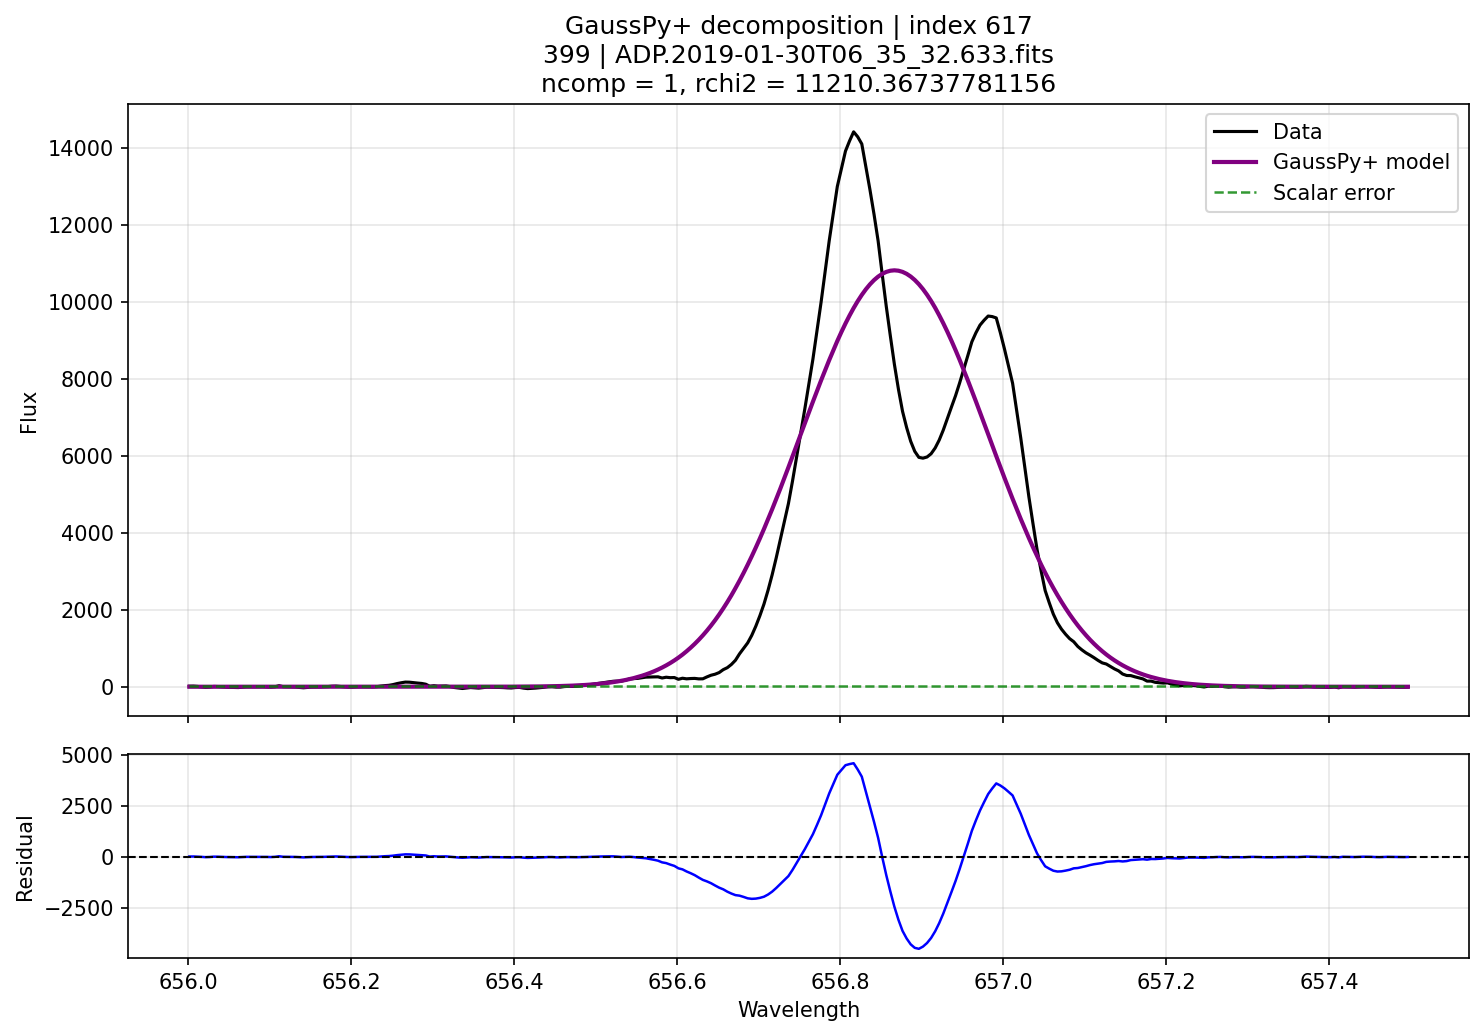 GaussPy+ decomposition | index 617
399 | ADP.2019-01-30T06_35_32.633.fits
ncomp = 1, rchi2 = 11210.36737781156
Data
GaussPy+ model
Scalar error
Flux
14000
12000
10000
8000
6000
4000
2000
0
Residual
5000
2500
0
−2500
656.0 656.2 656.4 656.6 656.8 657.0 657.2 657.4
Wavelength